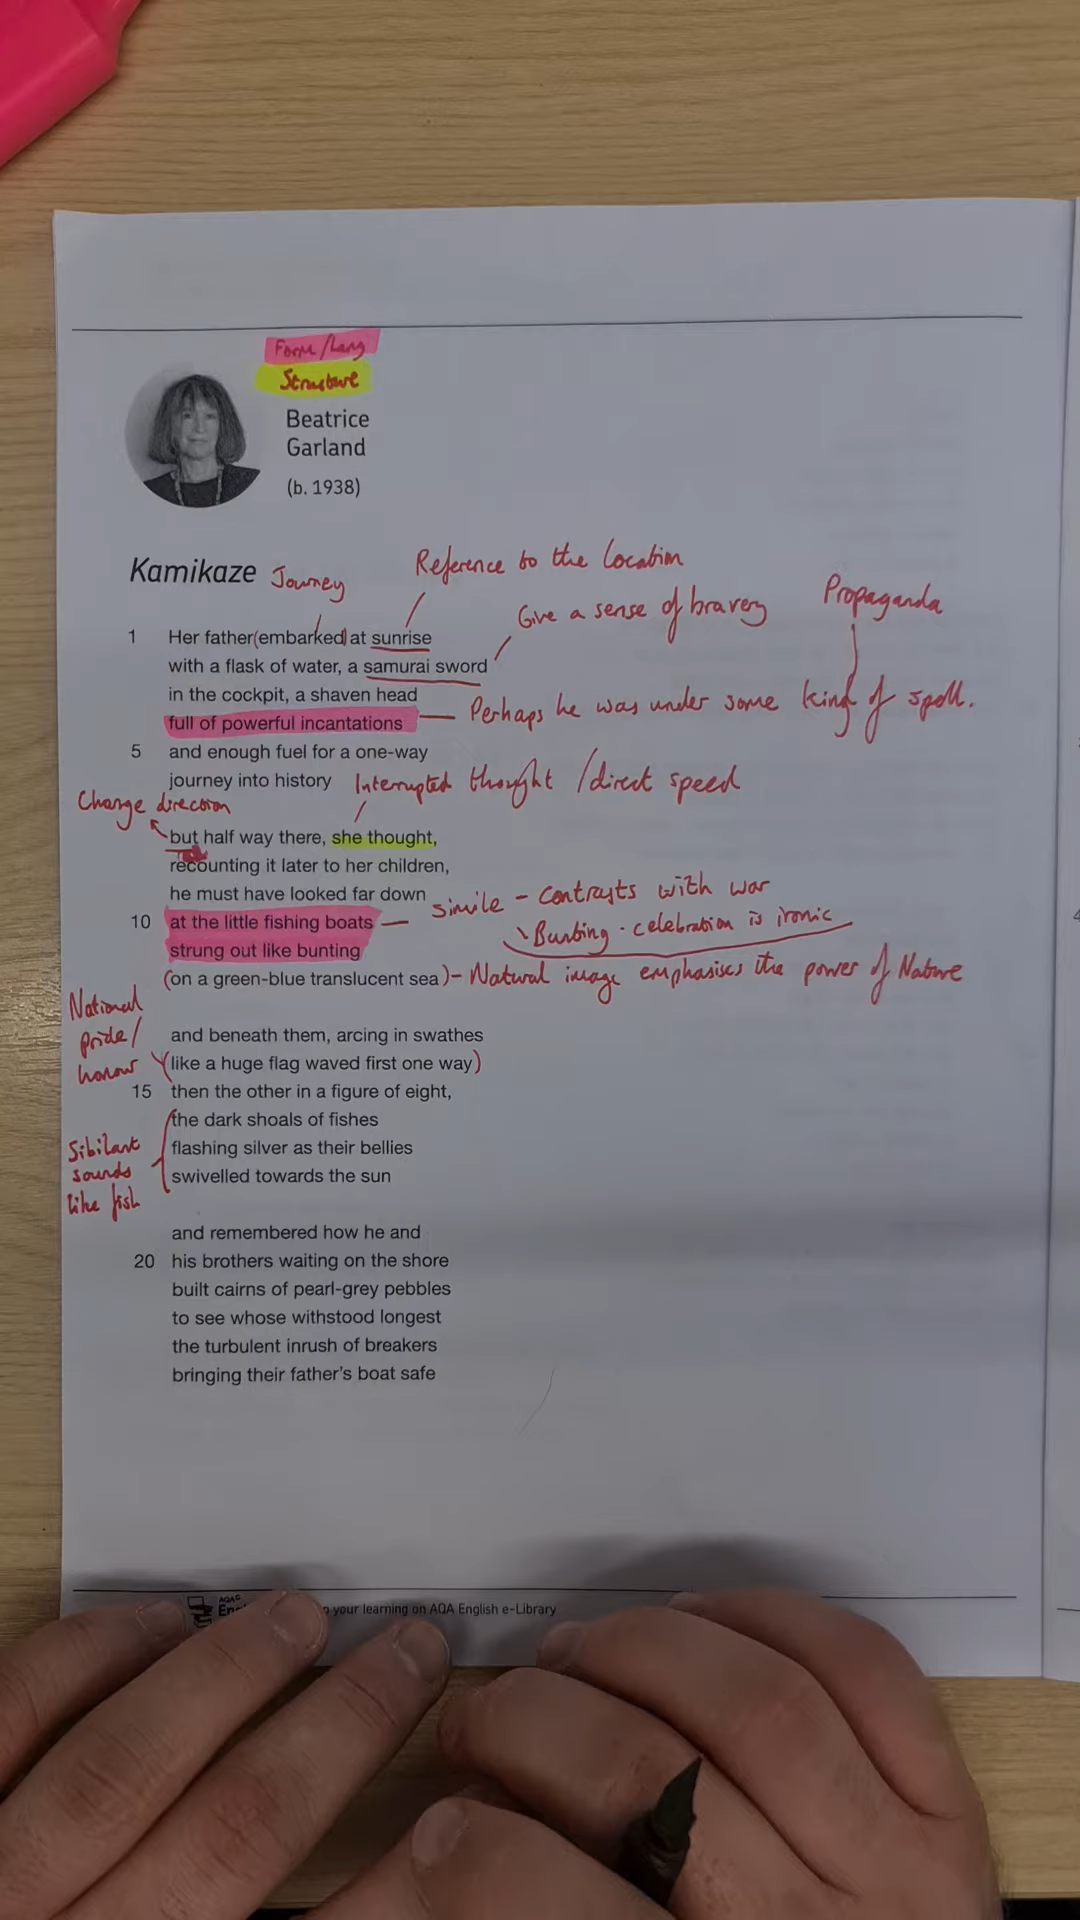 Form/Lang
Structure
Beatrice
Garland
(b. 1938)
Kamikaze
Journey
Reference to the location
Give a sense of bravery
Propaganda
1 Her father (embarked) at sunrise
with a flask of water, a samurai sword
in the cockpit, a shaven head
full of powerful incantations
Perhaps he was under some king of spell.
5 and enough fuel for a one-way
journey into history
Interrupted thought / direct speed
Change direction
but half way there, she thought,
recounting it later to her children,
he must have looked far down
simile - contrasts with war
10 at the little fishing boats
Bunting · celebration is ironic
strung out like bunting
(on a green-blue translucent sea) - Natural image emphasises the power of Nature
National
pride/
honour
and beneath them, arcing in swathes
(like a huge flag waved first one way)
15 then the other in a figure of eight,
the dark shoals of fishes
Sibilant
sounds
like fish
flashing silver as their bellies
swivelled towards the sun
and remembered how he and
20 his brothers waiting on the shore
built cairns of pearl-grey pebbles
to see whose withstood longest
the turbulent inrush of breakers
bringing their father's boat safe
AQA
your learning on AQA English e-Library